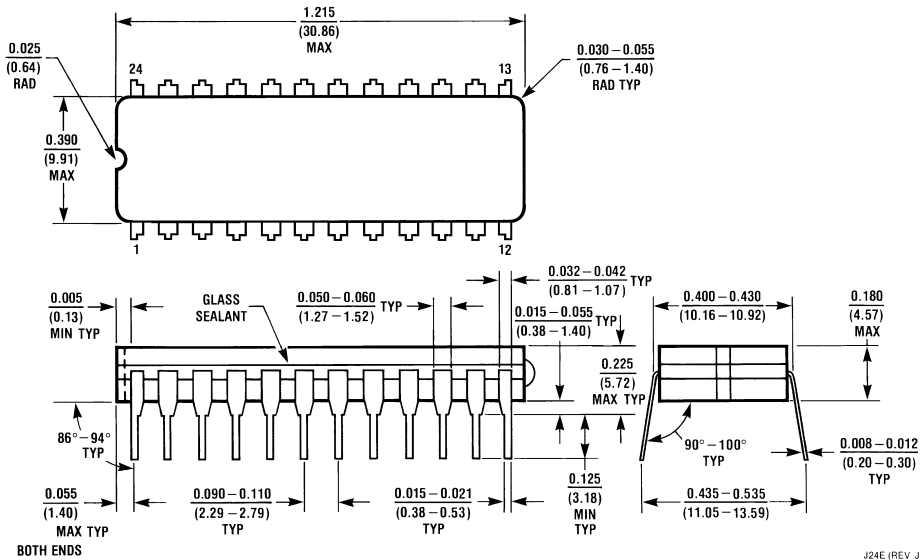 1.215
(30.86)
MAX
0.025
(0.64)
RAD
24
13
0.030 – 0.055
(0.76 – 1.40)
RAD TYP
0.390
(9.91)
MAX
1
12
0.005
(0.13)
MIN TYP
GLASS
SEALANT
0.050 – 0.060
(1.27 – 1.52)
TYP
0.032 – 0.042
(0.81 – 1.07)
TYP
0.015 – 0.055
(0.38 – 1.40)
TYP
0.400 – 0.430
(10.16 – 10.92)
0.180
(4.57)
MAX
0.225
(5.72)
MAX TYP
86°–94°
TYP
90°–100°
TYP
0.008 – 0.012
(0.20 – 0.30)
TYP
0.055
(1.40)
MAX TYP
BOTH ENDS
0.090 – 0.110
(2.29 – 2.79)
TYP
0.015 – 0.021
(0.38 – 0.53)
TYP
0.125
(3.18)
MIN
TYP
0.435 – 0.535
(11.05 – 13.59)
J24E (REV J